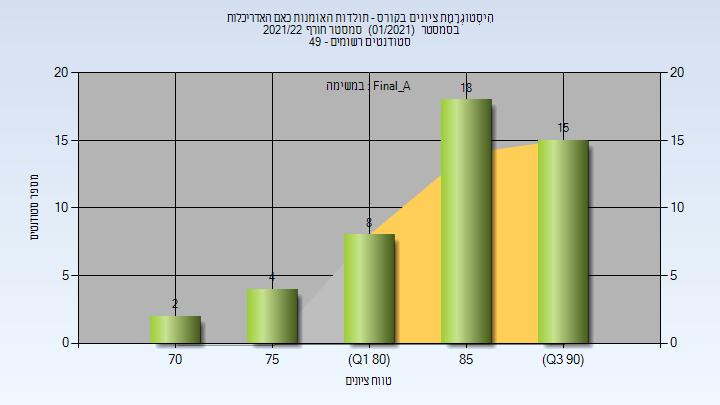 הִיסטוֹגְרָמַת ציונים בקורס - תולדות האומנות כאם האדריכלות
בסמסטר (01/2021) סמסטר חורף 2021/22
סטודנטים רשומים - 49
במשימה : Final_A
20
15
10
5
0
20
15
10
5
0
2
4
8
18
15
70
75
(Q1 80)
85
(Q3 90)
מספר סטודנטים
טווח ציונים